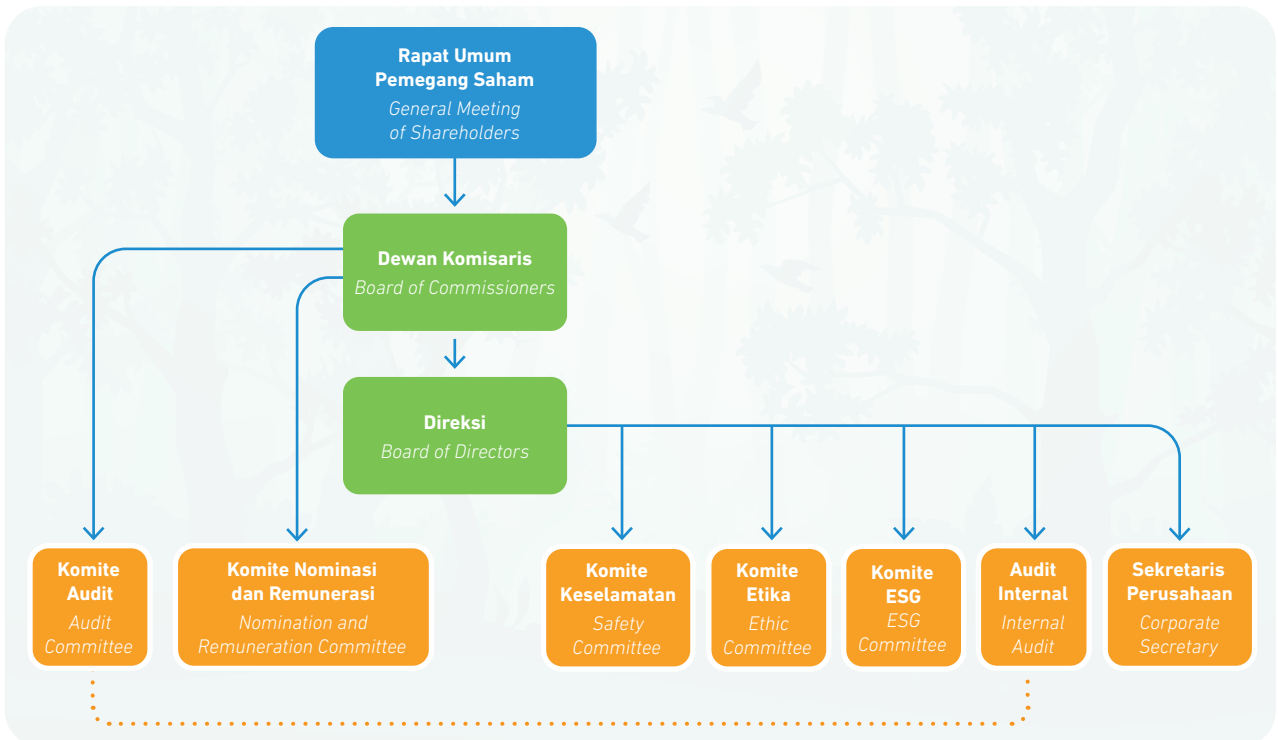 Rapat Umum
Pemegang Saham
General Meeting
of Shareholders
Dewan Komisaris
Board of Commissioners
Direksi
Board of Directors
Komite
Audit
Audit
Committee
Komite Nominasi
dan Remunerasi
Nomination and
Remuneration Committee
Komite
Keselamatan
Safety
Committee
Komite
Etika
Ethic
Committee
Komite
ESG
ESG
Committee
Audit
Internal
Internal
Audit
Sekretaris
Perusahaan
Corporate
Secretary